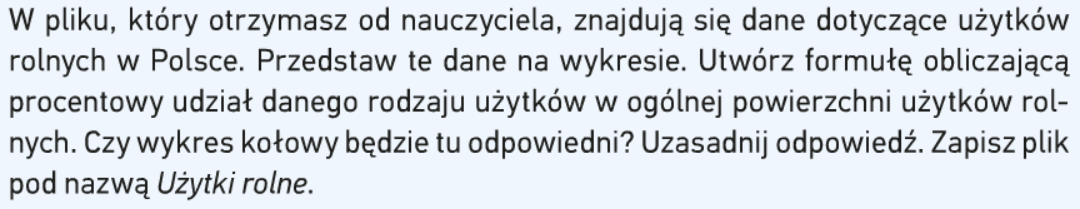 W pliku, który otrzymasz od nauczyciela, znajdują się dane dotyczące użytków
rolnych w Polsce. Przedstaw te dane na wykresie. Utwórz formułę obliczającą
procentowy udział danego rodzaju użytków w ogólnej powierzchni użytków rol-
nych. Czy wykres kołowy będzie tu odpowiedni? Uzasadnij odpowiedź. Zapisz plik
pod nazwą Użytki rolne.